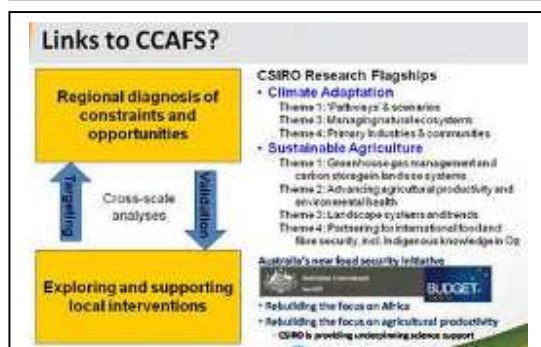 Links to CCAFS?
Regional diagnosis of
constraints and
opportunities
Targeting
Cross-scale
analyses
Validation
Exploring and supporting
local interventions
CSIRO Research Flagships
• Climate Adaptation
Theme 1: 'Pathways' & scenarios
Theme 3: Managing natural ecosystems
Theme 4: Primary Industries & communities
• Sustainable Agriculture
Theme 1: Greenhouse gas management and
carbon storage in land use systems
Theme 2: Advancing agricultural productivity and
environmental health
Theme 3: Landscape systems and trends
Theme 4: Partnering for international food and
fibre security, incl. Indigenous knowledge in Oz
Australia's new food security initiative
Australian Government
BUDGET
• Rebuilding the focus on Africa
• Rebuilding the focus on agricultural productivity
- CSIRO is providing underpinning science support